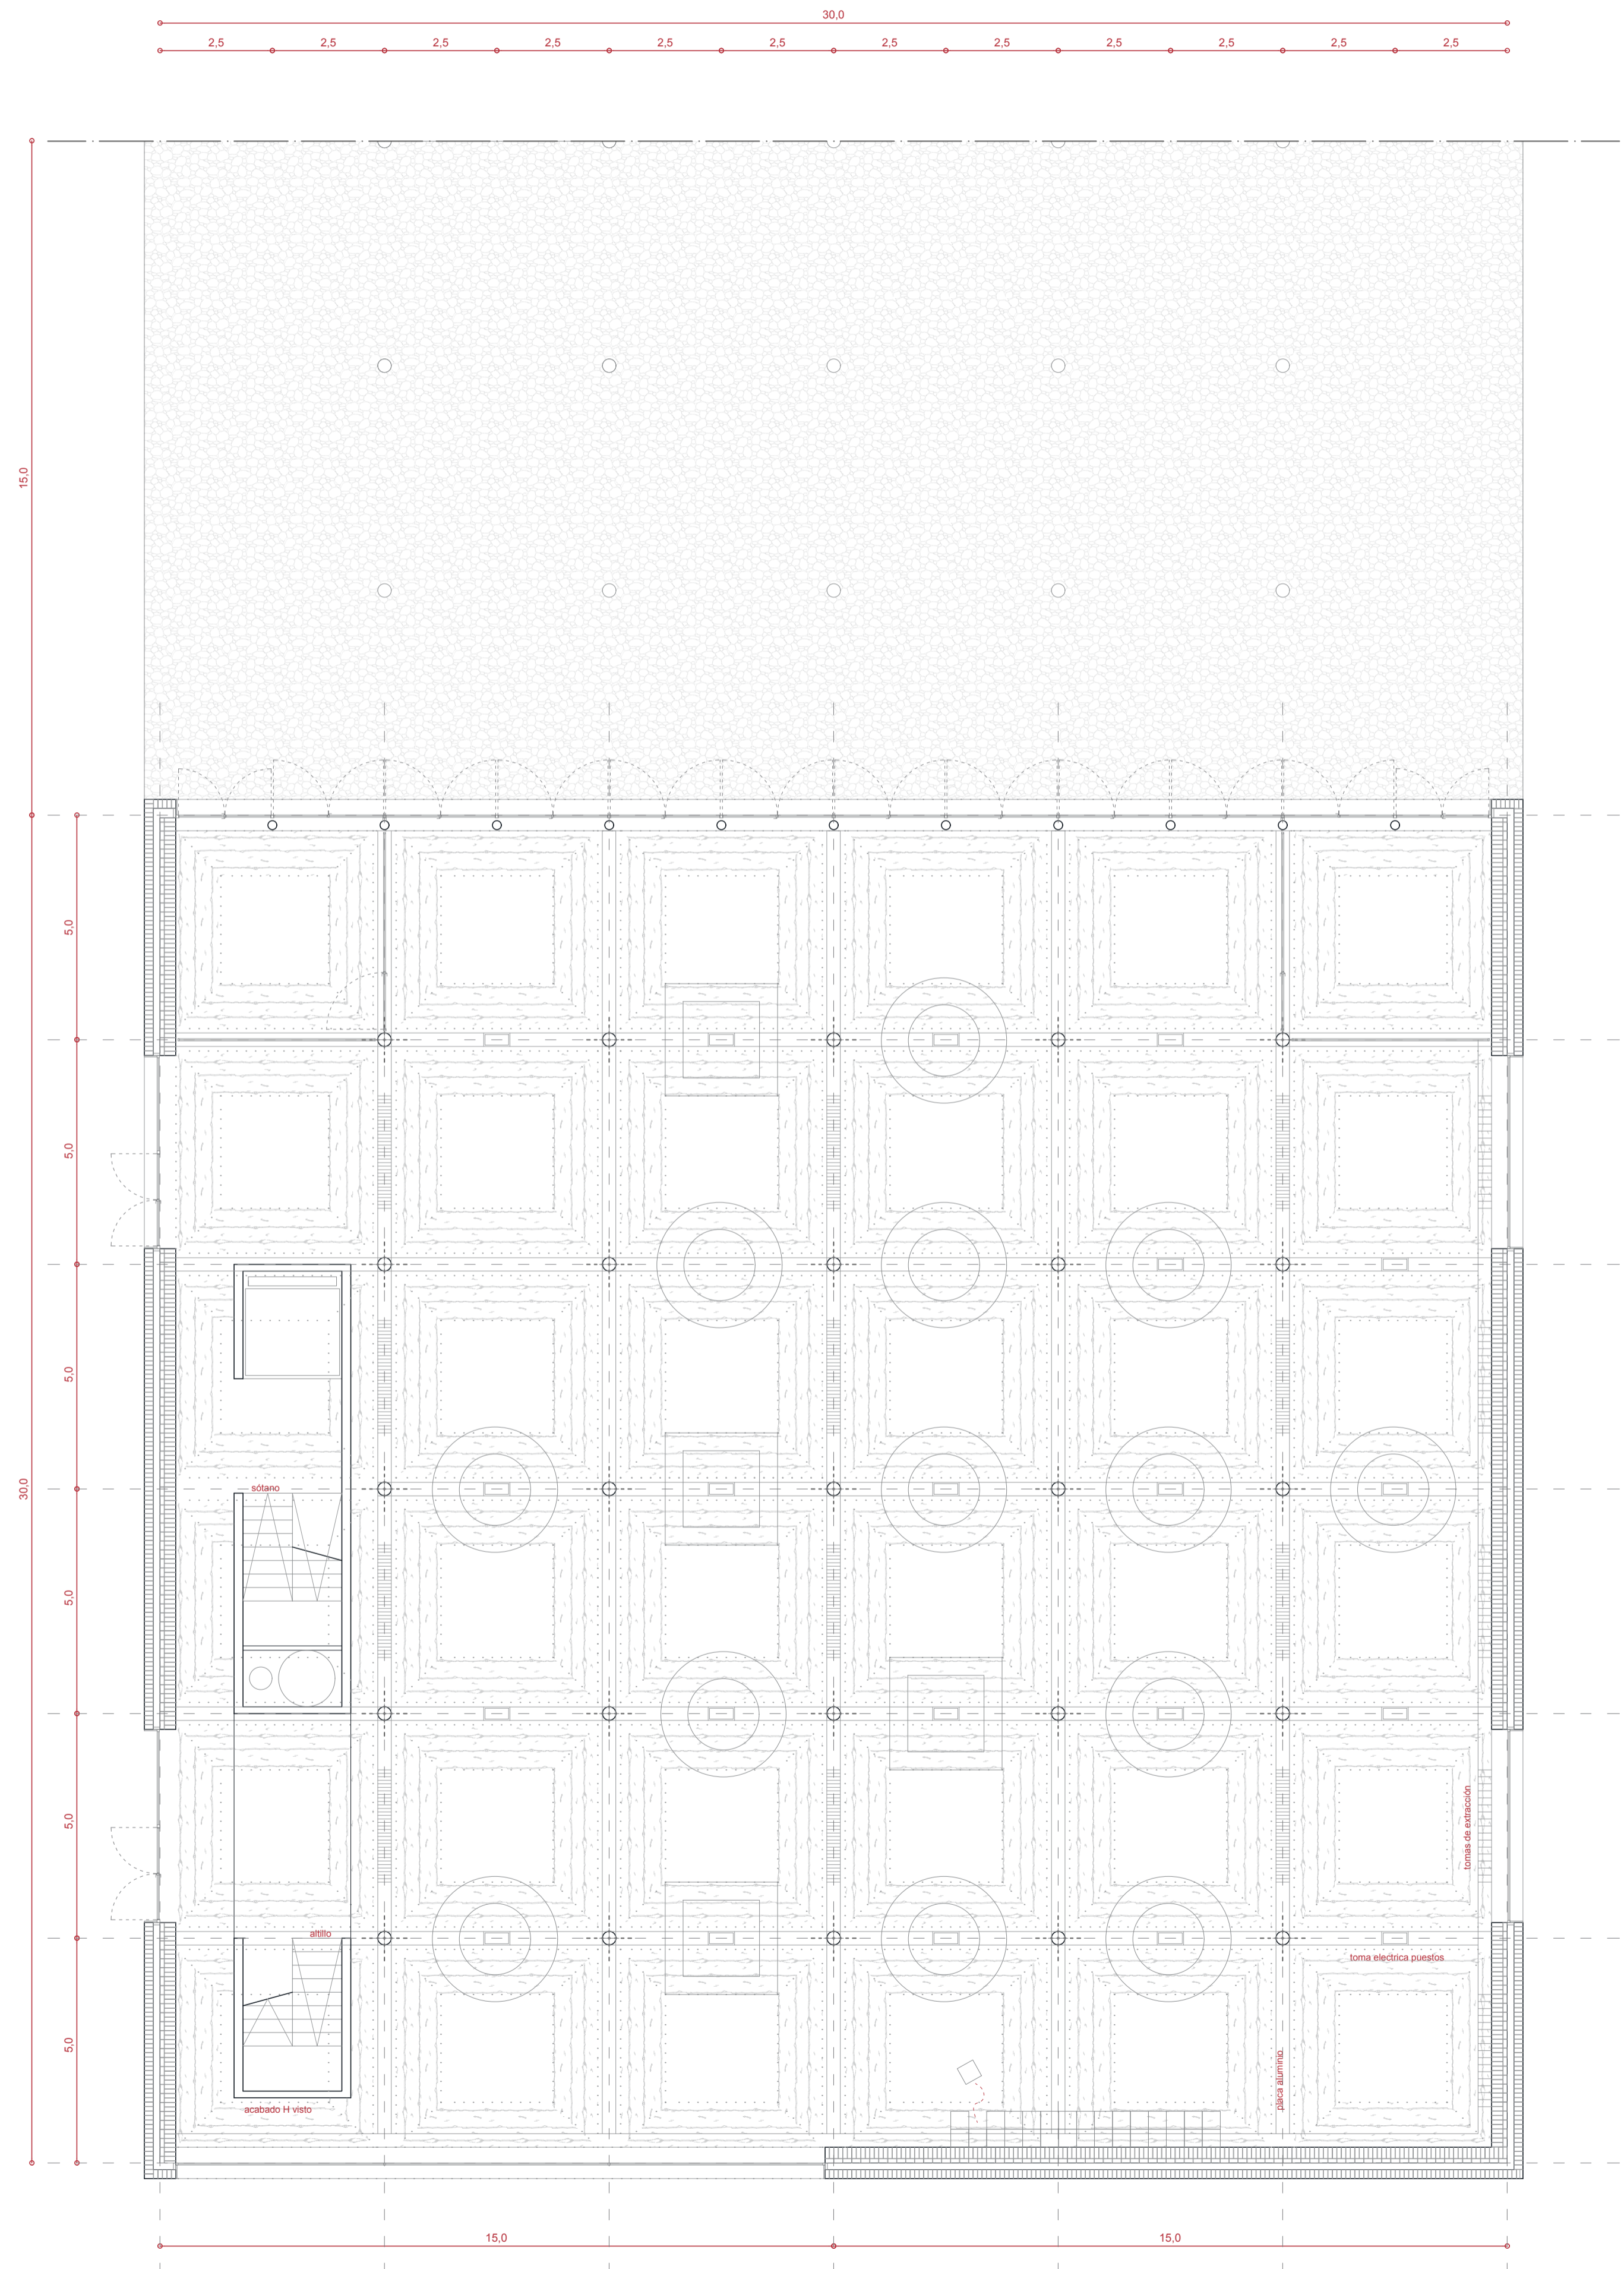 30,0
2,5 2,5 2,5 2,5 2,5 2,5 2,5 2,5 2,5 2,5 2,5 2,5
15,0
5,0
5,0
5,0
sótano
30,0
5,0
5,0
tomas de extracción
altillo
toma electrica puestos
5,0
placa aluminio
acabado H visto
15,0 15,0